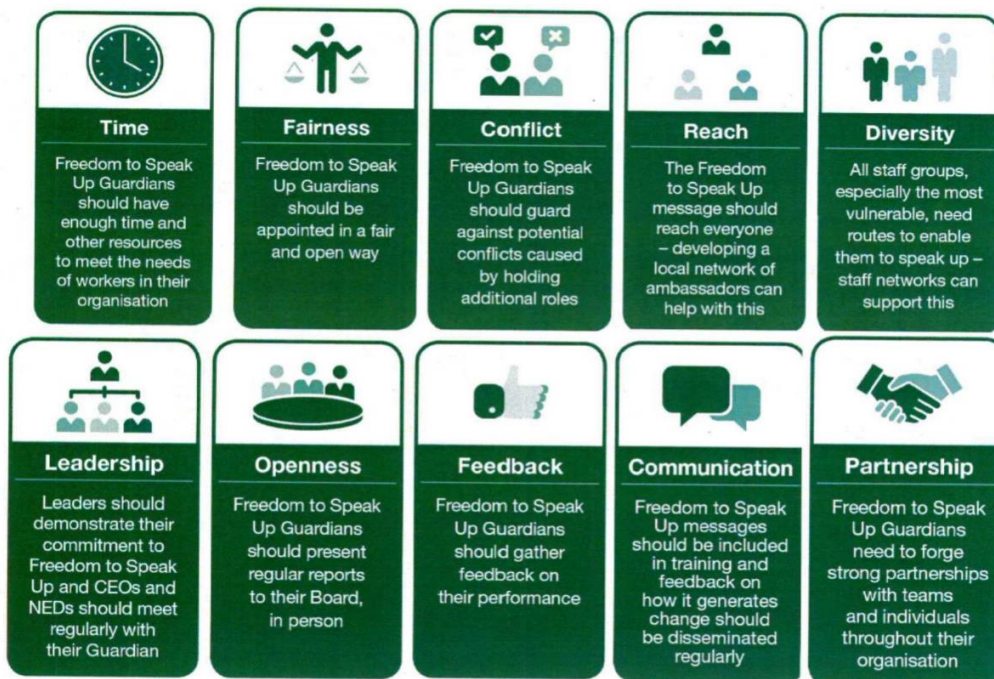 Time
Freedom to Speak
Up Guardians
should have
enough time and
other resources
to meet the needs
of workers in their
organisation
Fairness
Freedom to Speak
Up Guardians
should be
appointed in a fair
and open way
Conflict
Freedom to Speak
Up Guardians
should guard
against potential
conflicts caused
by holding
additional roles
Reach
The Freedom
to Speak Up
message should
reach everyone
– developing a
local network of
ambassadors can
help with this
Diversity
All staff groups,
especially the most
vulnerable, need
routes to enable
them to speak up –
staff networks can
support this
Leadership
Leaders should
demonstrate their
commitment to
Freedom to Speak
Up and CEOs and
NEDs should meet
regularly with
their Guardian
Openness
Freedom to Speak
Up Guardians
should present
regular reports
to their Board,
in person
Feedback
Freedom to Speak
Up Guardians
should gather
feedback on
their performance
Communication
Freedom to Speak
Up messages
should be included
in training and
feedback on
how it generates
change should
be disseminated
regularly
Partnership
Freedom to Speak
Up Guardians
need to forge
strong partnerships
with teams
and individuals
throughout their
organisation